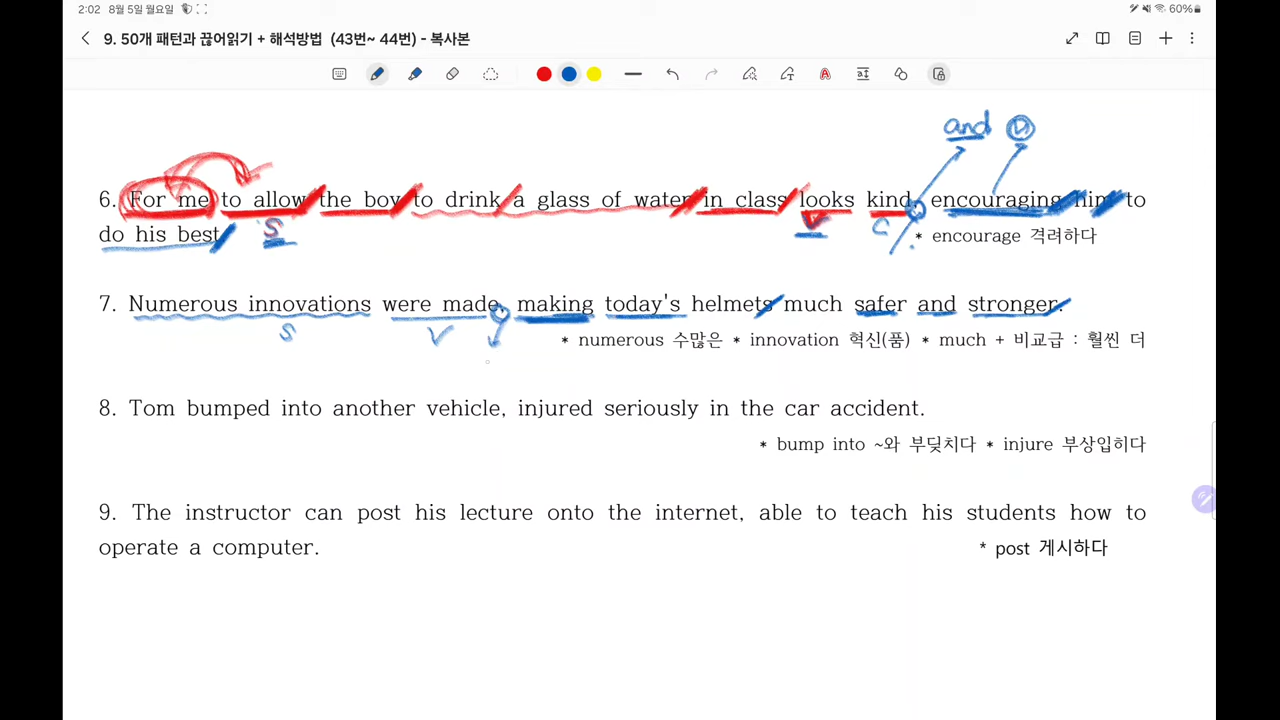 2:02 8월 5일 월요일 60%
9. 50개 패턴과 끊어읽기 + 해석방법 (43번~ 44번) - 복사본
and V
6. For me to allow the boy to drink a glass of water in class looks kind, encouraging him to
do his best.
S V C
* encourage 격려하다
7. Numerous innovations were made, making today's helmets much safer and stronger.
S V
* numerous 수많은 * innovation 혁신(품) * much + 비교급 : 훨씬 더
8. Tom bumped into another vehicle, injured seriously in the car accident.
* bump into ~와 부딪치다 * injure 부상입히다
9. The instructor can post his lecture onto the internet, able to teach his students how to
operate a computer.
* post 게시하다